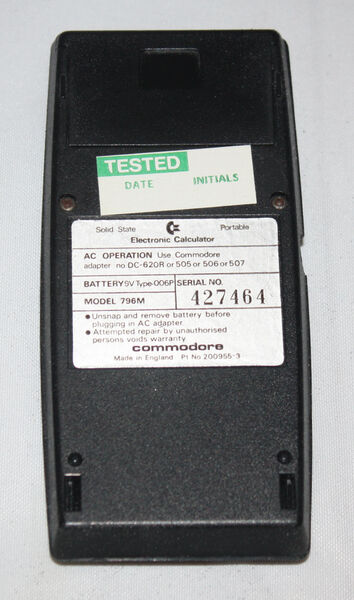 TESTED
DATE INITIALS
Solid State Portable
Electronic Calculator
AC OPERATION Use Commodore
adapter no DC-620R or 505 or 506 or 507
BATTERY 9V Type-006P SERIAL NO.
MODEL 796M 427464
• Unsnap and remove battery before
plugging in AC adapter.
• Attempted repair by unauthorised
persons voids warranty
commodore
Made in England Pt No 200955-3